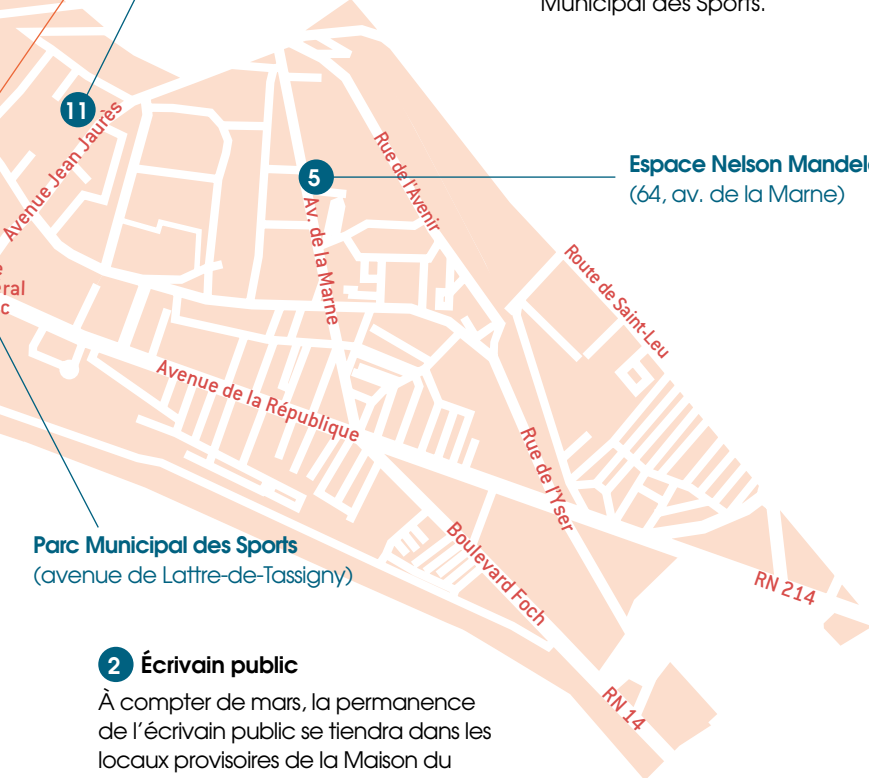 Municipal des Sports.
11
Avenue Jean Jaurès
5
Rue de l'Avenir
Espace Nelson Mandel
(64, av. de la Marne)
Av. de la Marne
Route de Saint-Leu
ral
c
Avenue de la République
Rue de l'Yser
Parc Municipal des Sports
(avenue de Lattre-de-Tassigny)
Boulevard Foch
RN 214
2 Écrivain public
À compter de mars, la permanence
de l'écrivain public se tiendra dans les
locaux provisoires de la Maison du
RN 14